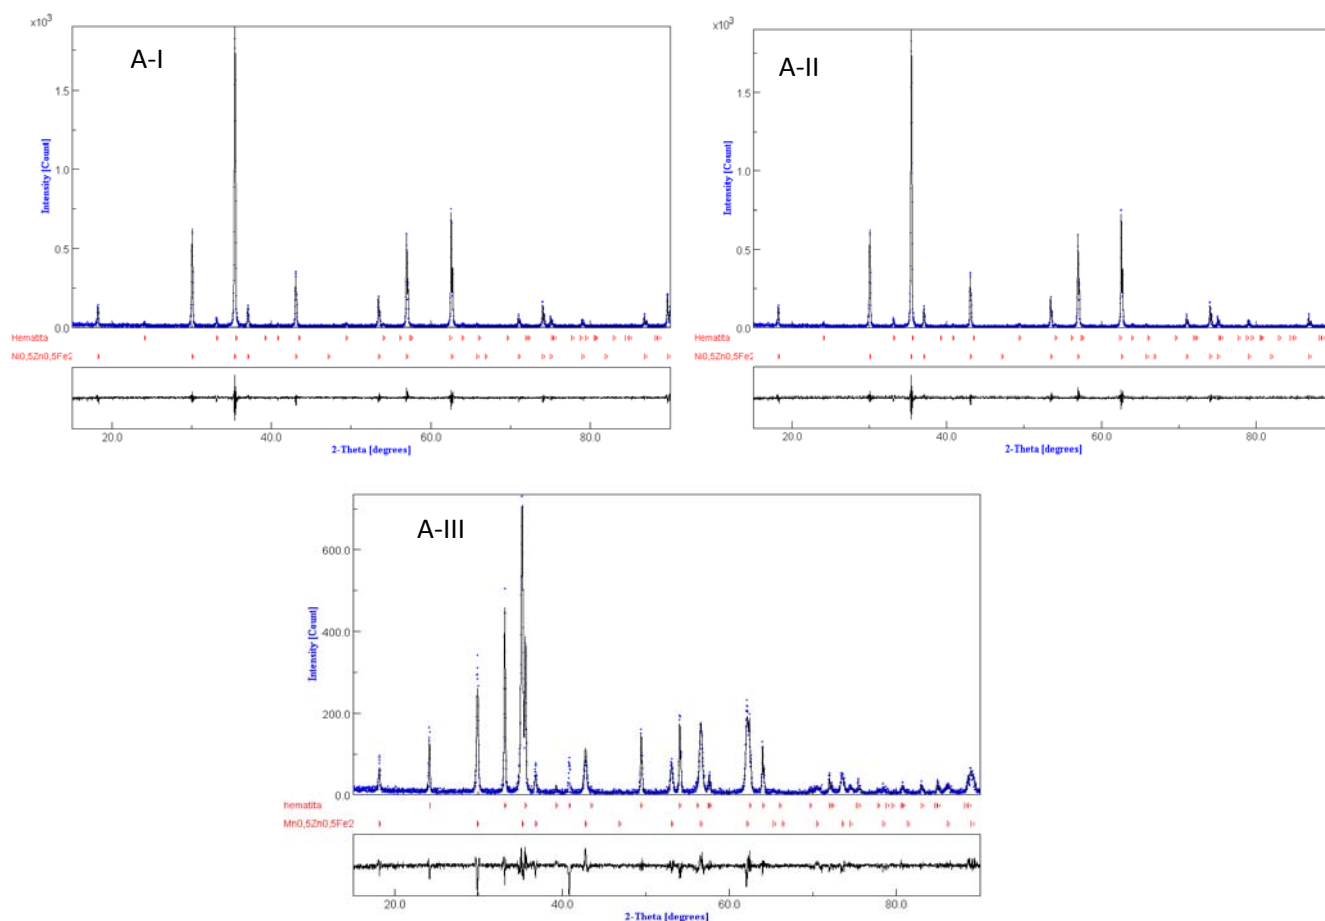 x10³
A-I
1.5
1.0
0.5
0.0
Intensity [Count]
Hematita
Ni0,5Zn0,5Fe2
20.0 40.0 60.0 80.0
2-Theta [degrees]
x10³
A-II
1.5
1.0
0.5
0.0
Intensity [Count]
Hematita
Ni0,5Zn0,5Fe2
20.0 40.0 60.0 80.0
2-Theta [degrees]
A-III
600.0
400.0
200.0
0.0
Intensity [Count]
hematita
Mn0,5Zn0,5Fe2
20.0 40.0 60.0 80.0
2-Theta [degrees]